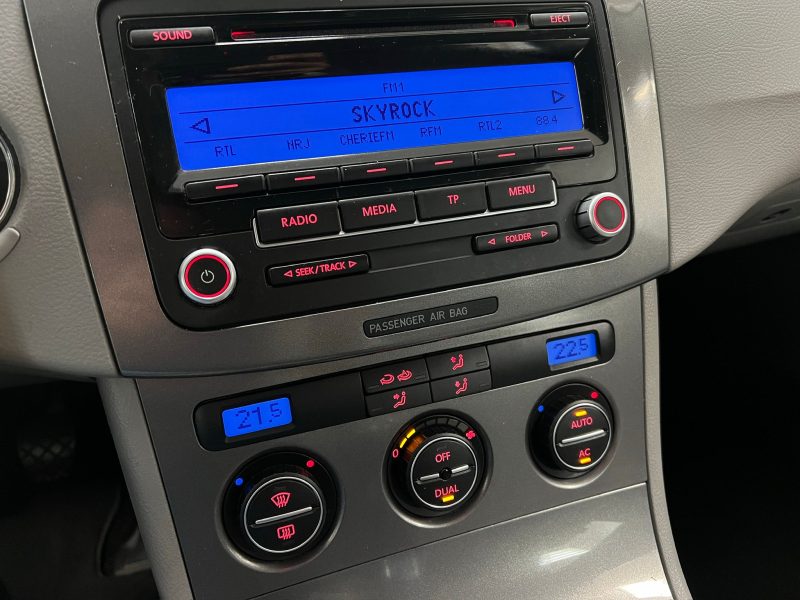 SOUND
EJECT
FM1
SKYROCK
RTL NRJ CHERIEFM RFM RTL2 88.4
RADIO MEDIA TP MENU
SEEK/TRACK
FOLDER
PASSENGER AIR BAG
21.5
22.5
0
OFF
DUAL
AUTO
AC